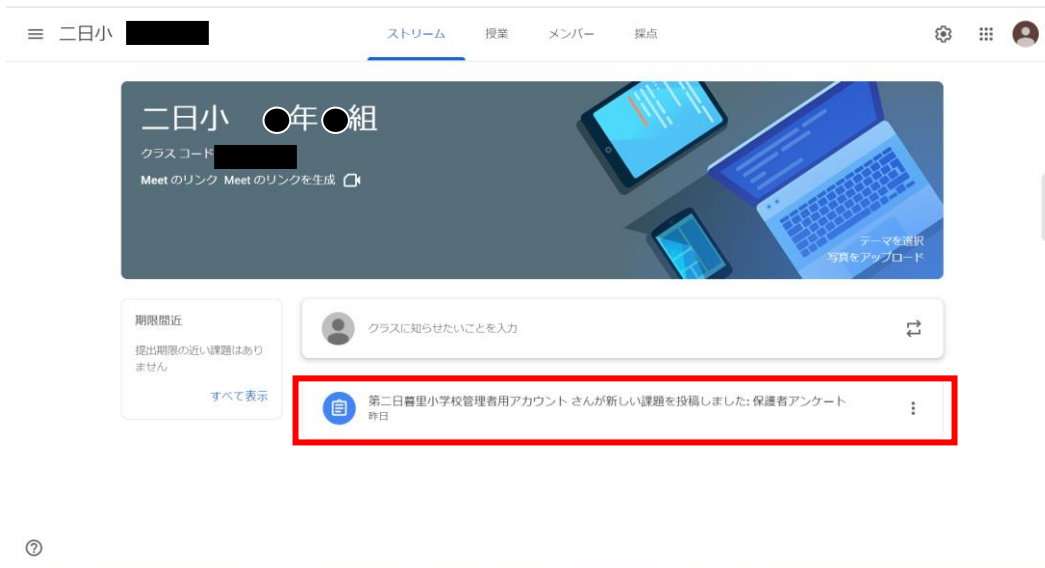 二日小
ストリーム 授業 メンバー 採点
二日小 年 組
クラス コード
Meet のリンク Meet のリンクを生成
テーマを選択
写真をアップロード
期限間近
提出期限の近い課題はあり
ません
すべて表示
クラスに知らせたいことを入力
第二日暮里小学校管理者用アカウント さんが新しい課題を投稿しました: 保護者アンケート
昨日